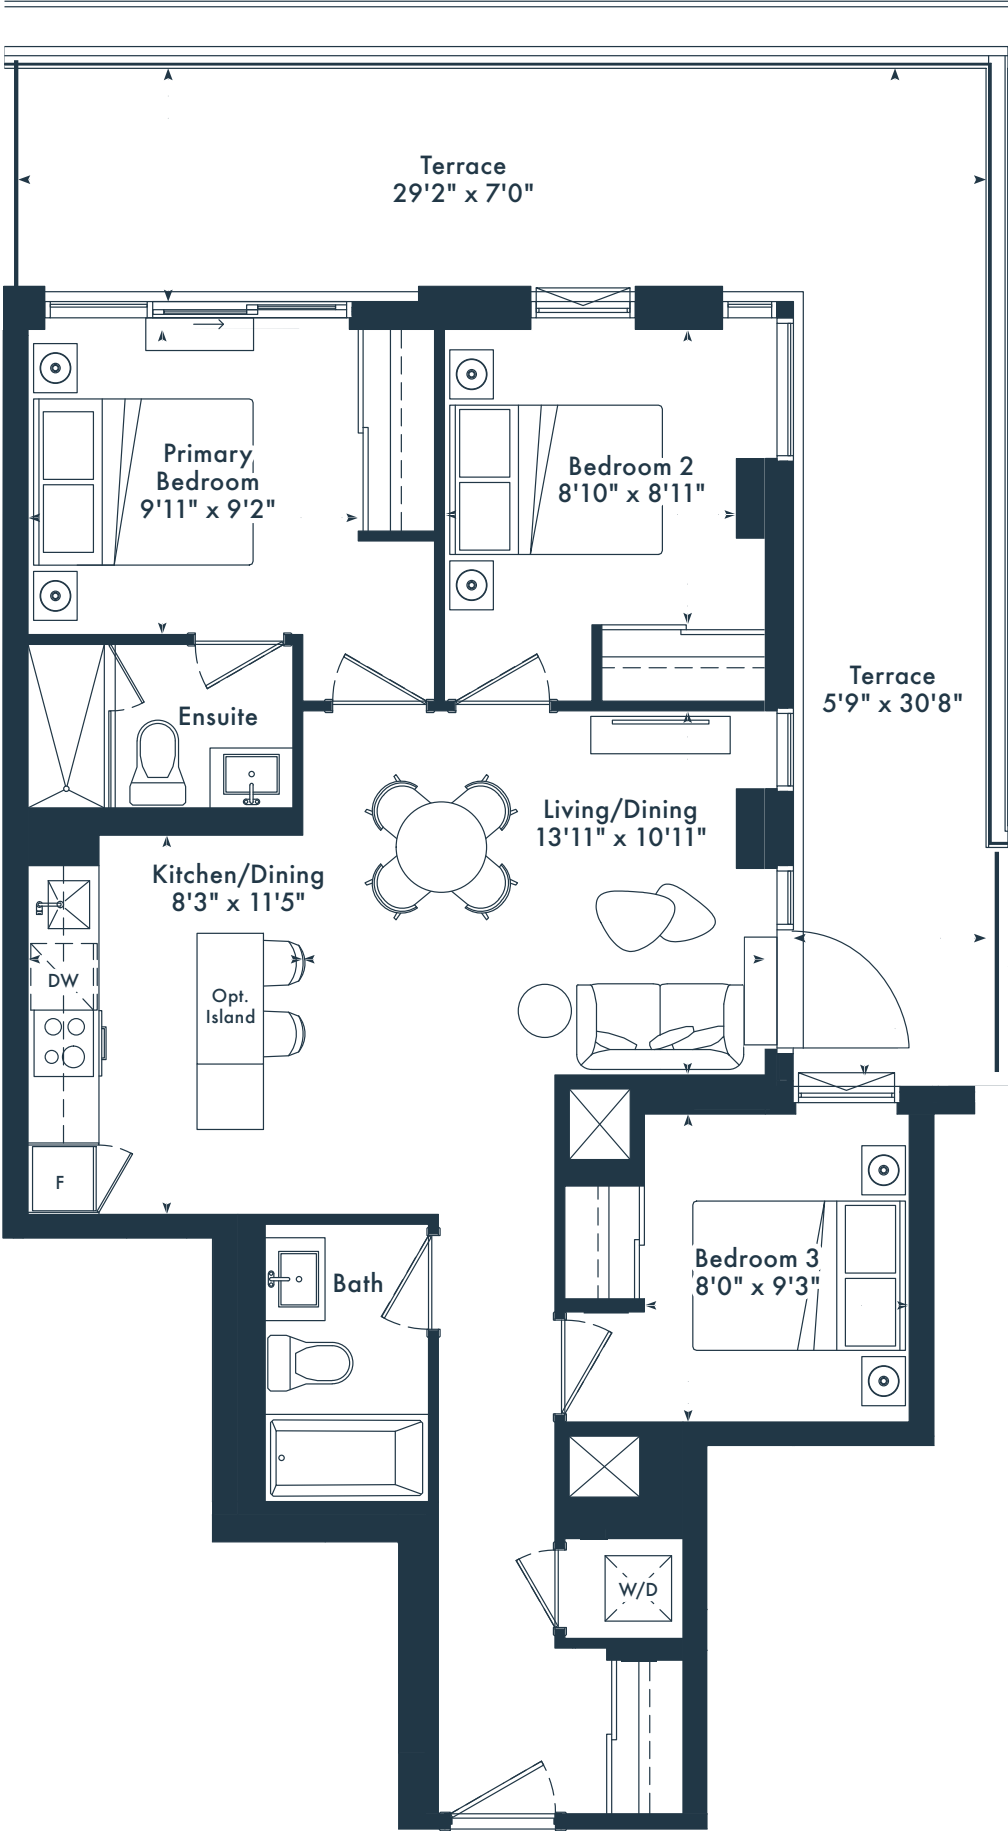 Terrace
29'2" x 7'0"
Primary
Bedroom
9'11" x 9'2"
Bedroom 2
8'10" x 8'11"
Terrace
5'9" x 30'8"
Ensuite
Living/Dining
13'11" x 10'11"
Kitchen/Dining
8'3" x 11'5"
DW
Opt.
Island
F
Bath
Bedroom 3
8'0" x 9'3"
W/D